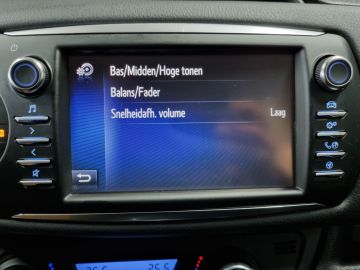 Bas/Midden/Hoge tonen
Balans/Fader
Snelheidafh. volume Laag